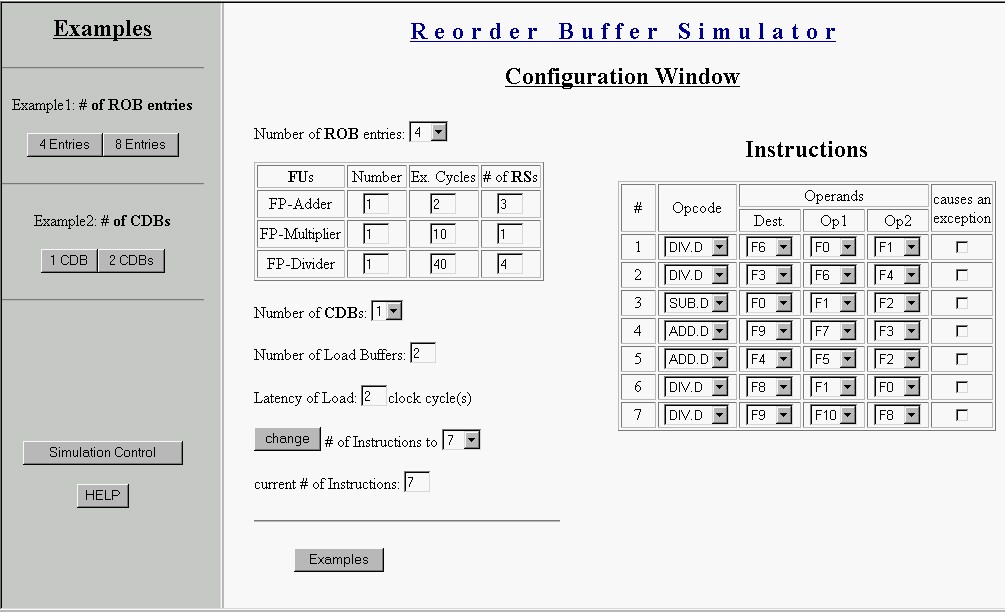 Examples
Example1: # of ROB entries
4 Entries 8 Entries
Example2: # of CDBs
1 CDB 2 CDBs
Simulation Control
HELP
Reorder Buffer Simulator
Configuration Window
Number of ROB entries: 4
FUs Number Ex. Cycles # of RSs
FP-Adder 1 2 3
FP-Multiplier 1 10 1
FP-Divider 1 40 4
Number of CDBs: 1
Number of Load Buffers: 2
Latency of Load: 2 clock cycle(s)
change # of Instructions to 7
current # of Instructions: 7
Examples
Instructions
# Opcode Operands causes an
exception
Dest. Op1 Op2
1 DIV.D F6 F0 F1
2 DIV.D F3 F6 F4
3 SUB.D F0 F1 F2
4 ADD.D F9 F7 F3
5 ADD.D F4 F5 F2
6 DIV.D F8 F1 F0
7 DIV.D F9 F10 F8